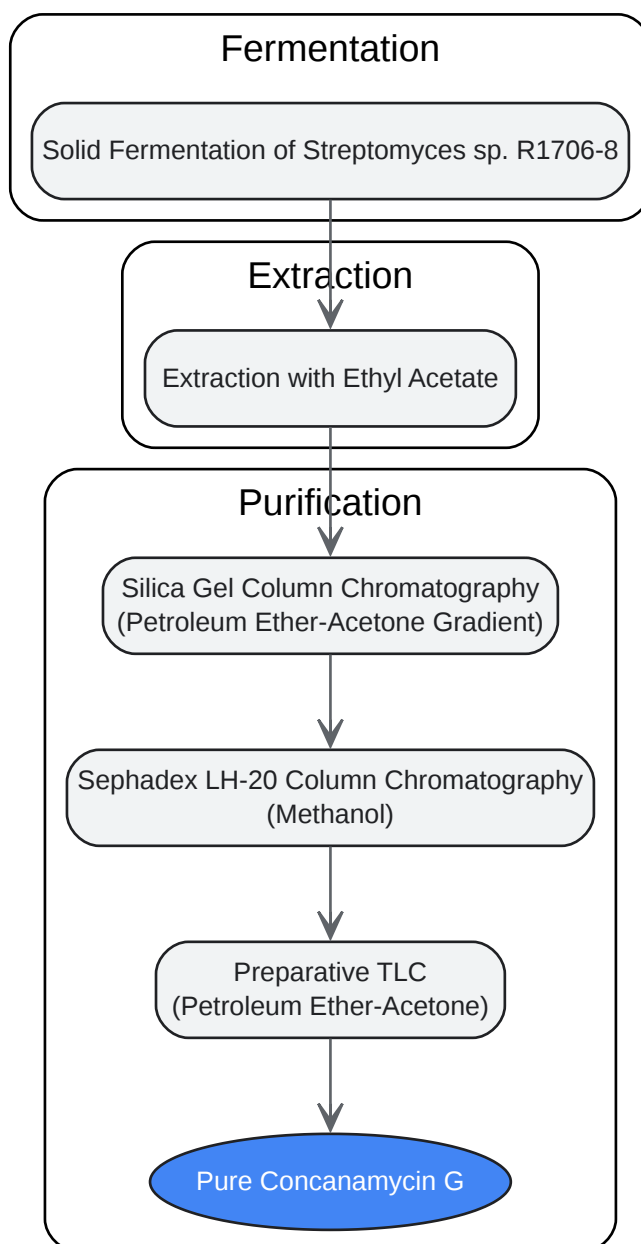 Fermentation
Solid Fermentation of Streptomyces sp. R1706-8
Extraction
Extraction with Ethyl Acetate
Purification
Silica Gel Column Chromatography
(Petroleum Ether-Acetone Gradient)
Sephadex LH-20 Column Chromatography
(Methanol)
Preparative TLC
(Petroleum Ether-Acetone)
Pure Concanamycin G